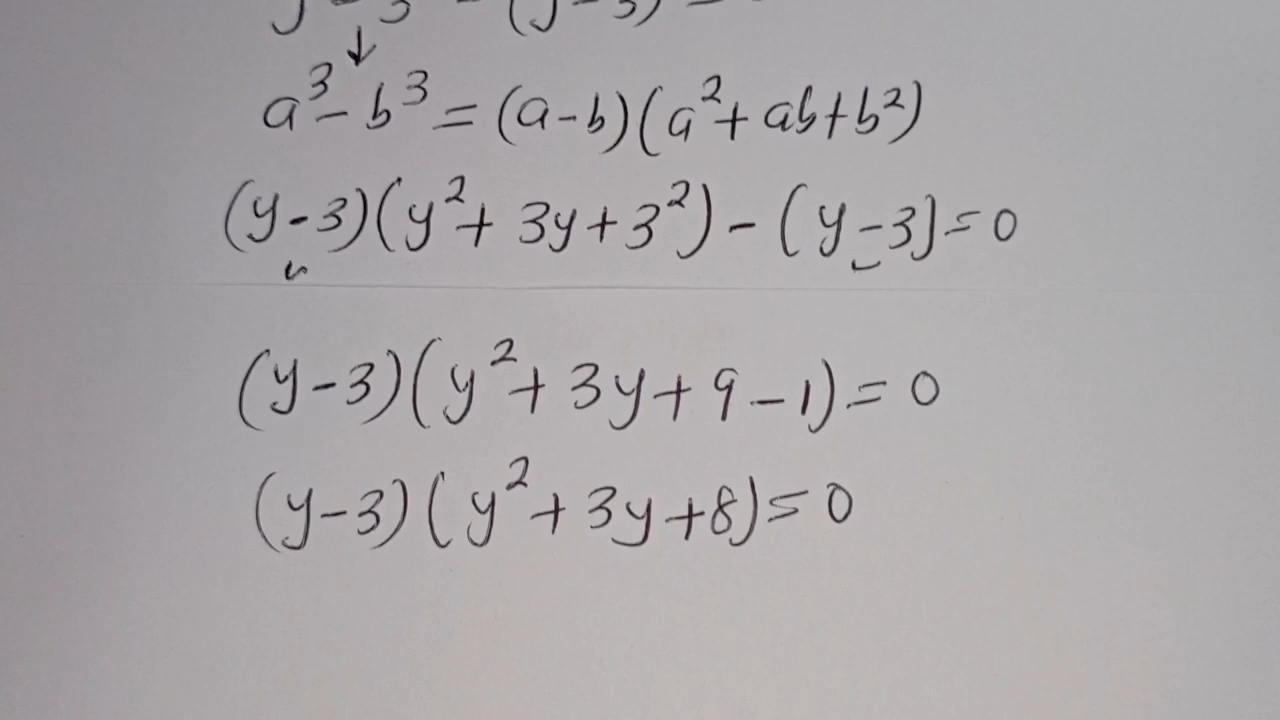 a³ - b³ = (a-b)(a² + ab + b²)
(y-3)(y² + 3y + 3²) - (y-3) = 0
(y-3)(y² + 3y + 9 - 1) = 0
(y-3)(y² + 3y + 8) = 0